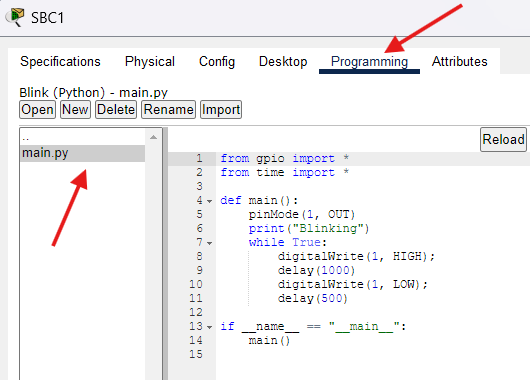 SBC1
Specifications Physical Config Desktop Programming Attributes
Blink (Python) - main.py
Open New Delete Rename Import
..
main.py
Reload
1 from gpio import *
2 from time import *
3
4 def main():
5     pinMode(1, OUT)
6     print("Blinking")
7     while True:
8         digitalWrite(1, HIGH);
9         delay(1000)
10         digitalWrite(1, LOW);
11         delay(500)
12
13 if __name__ == "__main__":
14     main()
15